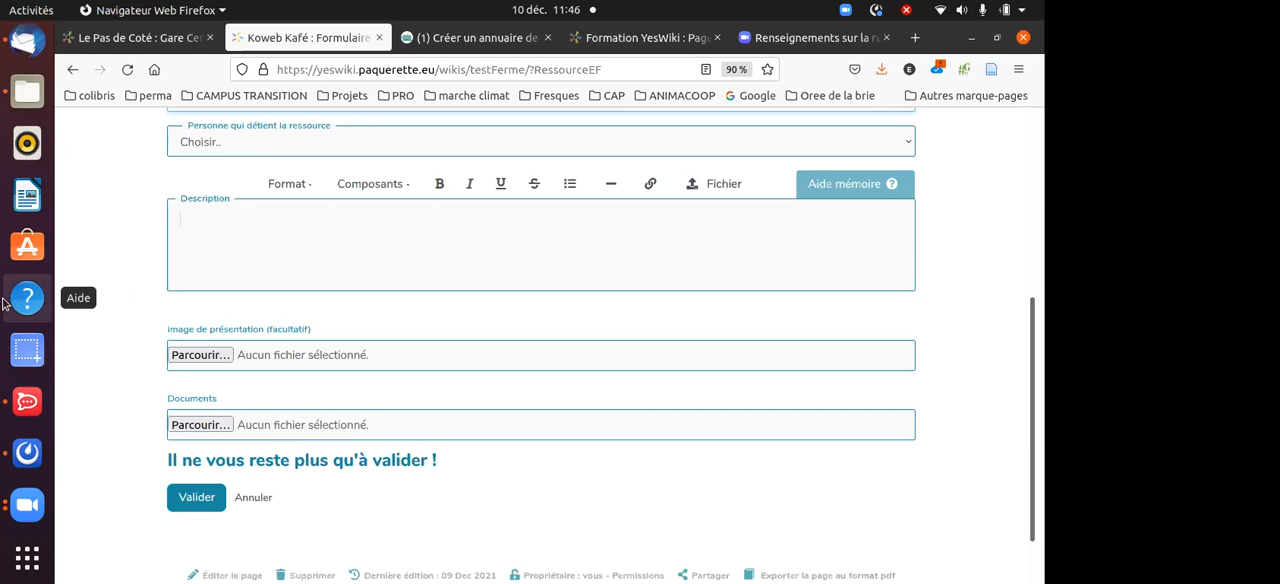 Activités
Navigateur Web Firefox
10 déc. 11:46
Le Pas de Coté : Gare Cer
Koweb Kafé : Formulaire
(1) Créer un annuaire de
Formation YesWiki : Pag
Renseignements sur la r
https://yeswiki.paquerette.eu/wikis/testFerme/?RessourceEF
90 %
colibris
perma
CAMPUS TRANSITION
Projets
PRO
marche climat
Fresques
CAP
ANIMACOOP
Google
Oree de la brie
Autres marque-pages
Personne qui détient la ressource
Choisir..
Format
Composants
B I U S
Fichier
Aide mémoire
Description
Aide
Image de présentation (facultatif)
Parcourir... Aucun fichier sélectionné.
Documents
Parcourir... Aucun fichier sélectionné.
Il ne vous reste plus qu'à valider !
Valider
Annuler
Éditer la page
Supprimer
Dernière édition : 09 Dec 2021
Propriétaire : vous - Permissions
Partager
Exporter la page au format pdf